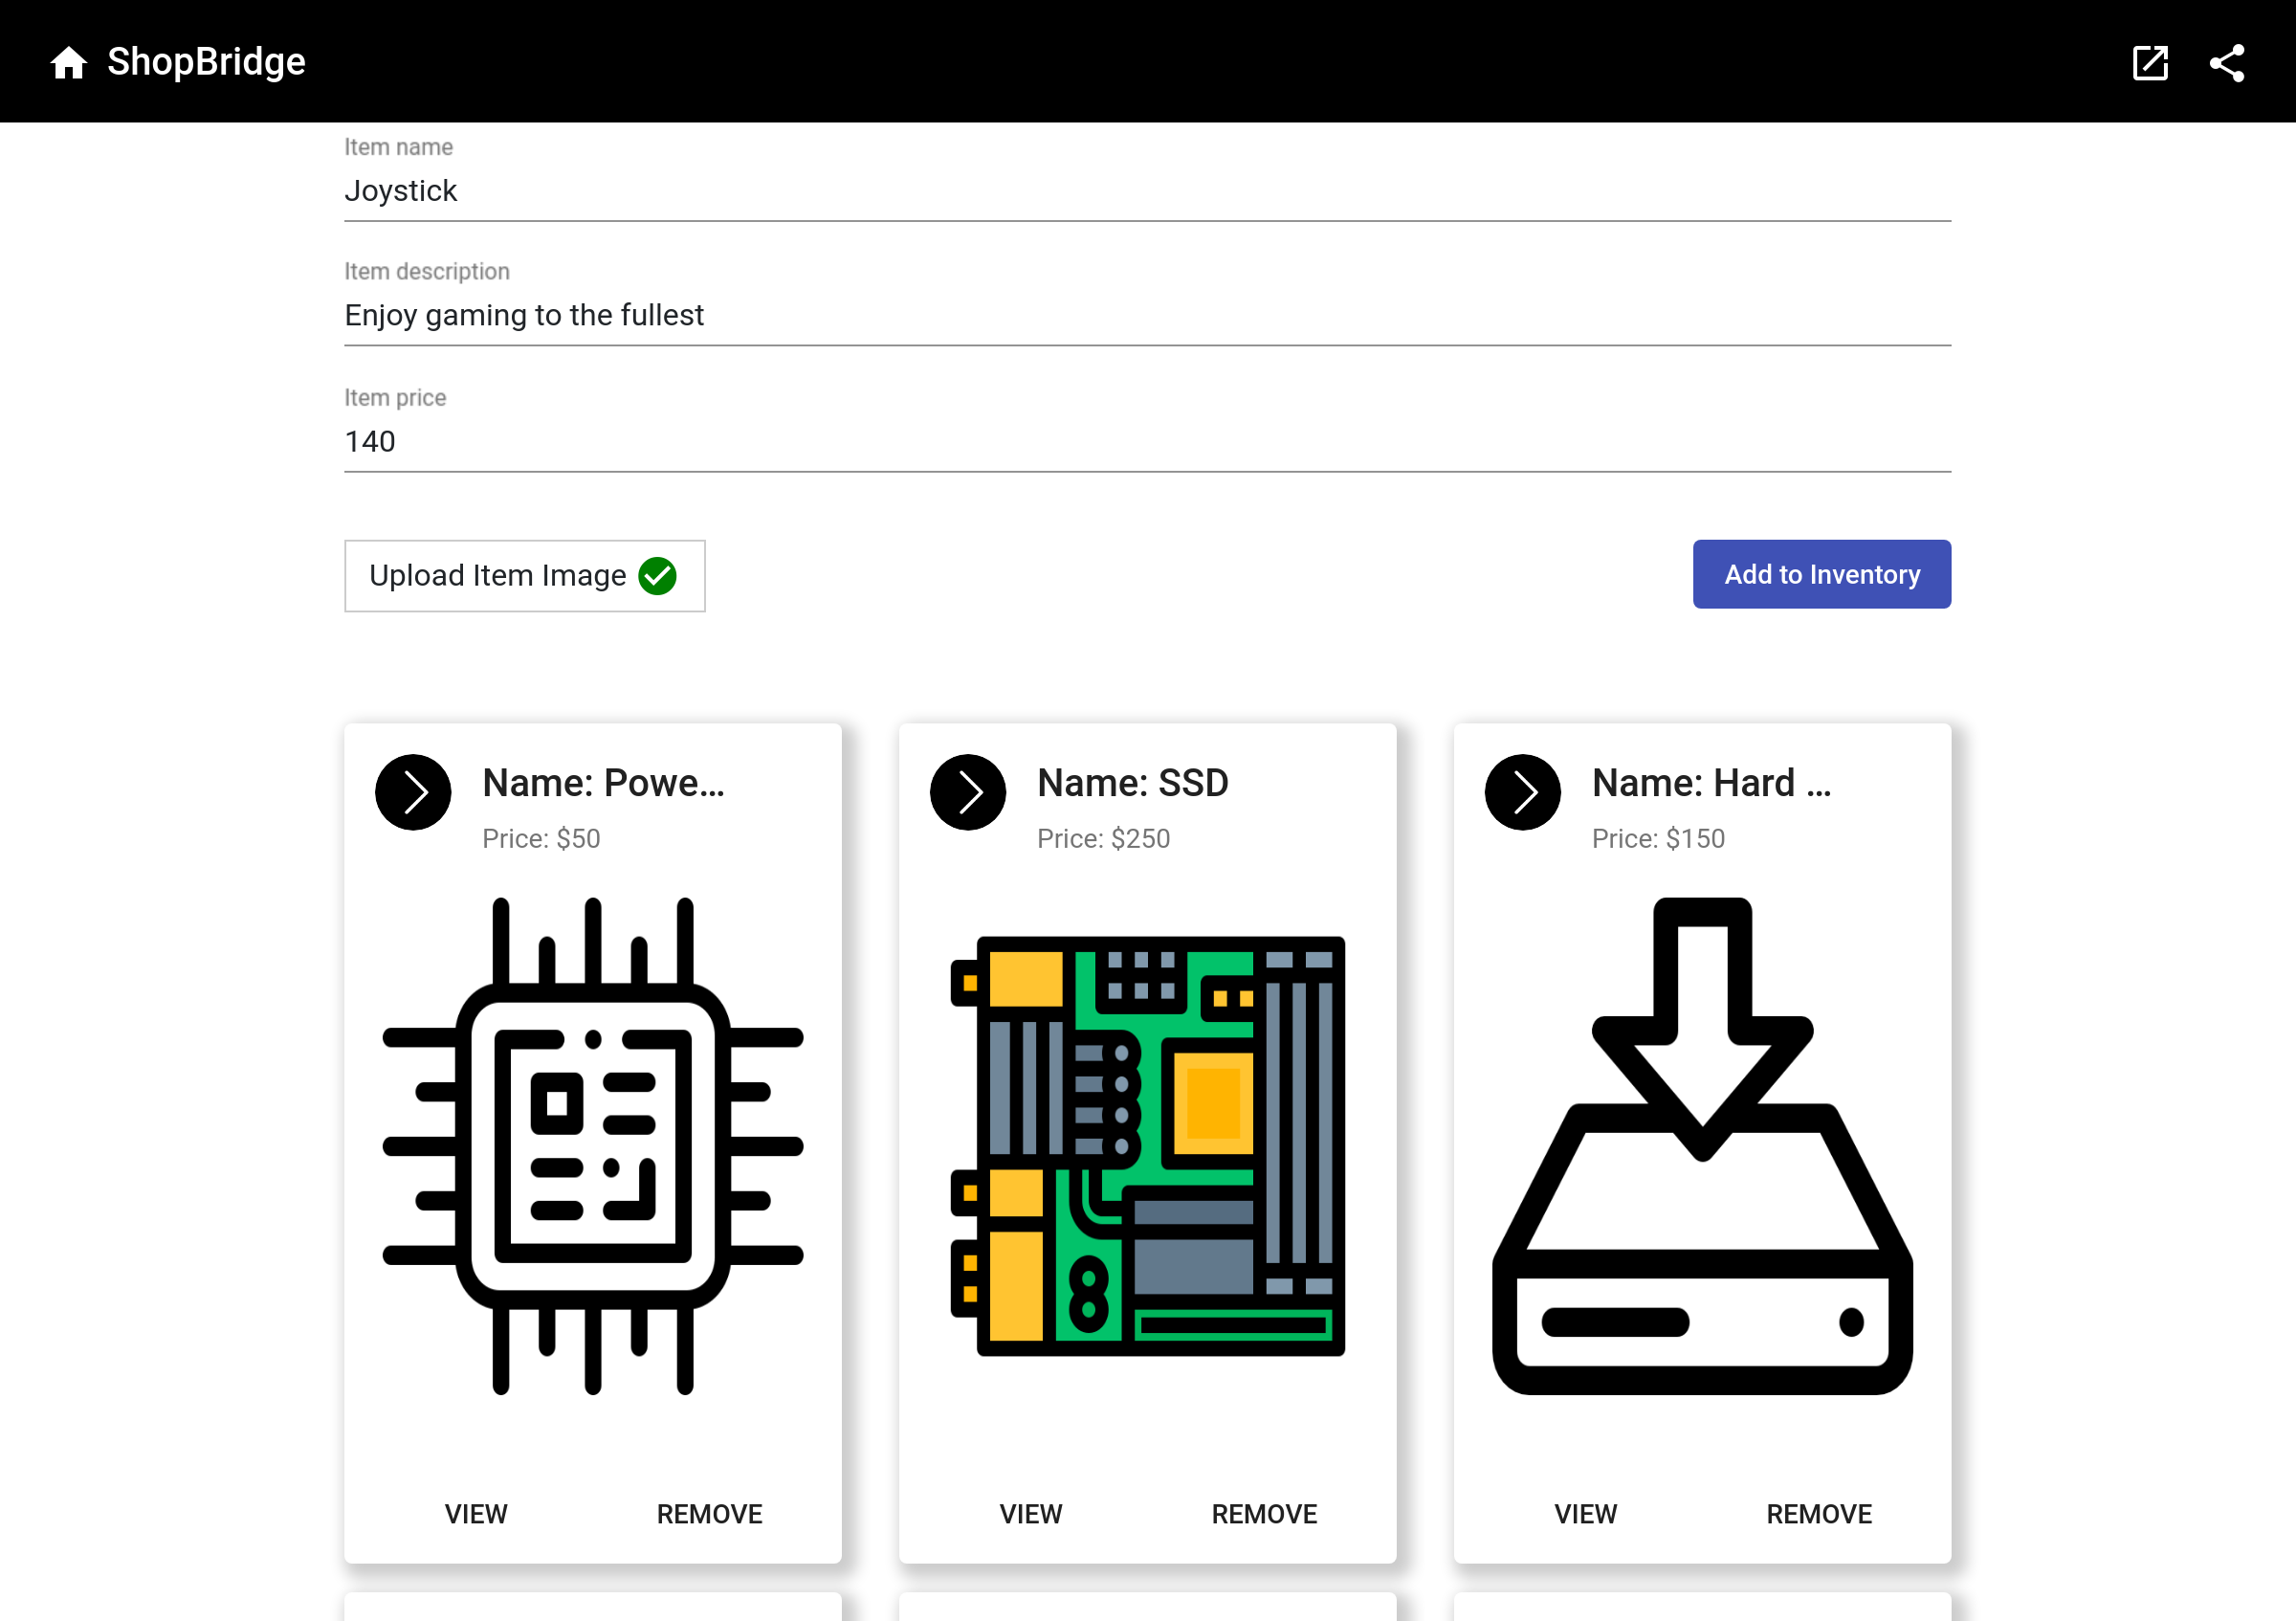 ShopBridge
Item name
Joystick
Item description
Enjoy gaming to the fullest
Item price
140
Upload Item Image
Add to Inventory
Name: Powe...
Price: $50
VIEW
REMOVE
Name: SSD
Price: $250
VIEW
REMOVE
Name: Hard ...
Price: $150
VIEW
REMOVE